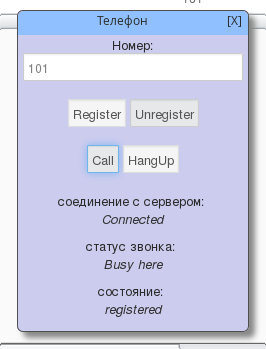 101
Телефон [X]
Номер:
101
Register Unregister
Call HangUp
соединение с сервером:
Connected
статус звонка:
Busy here
состояние:
registered